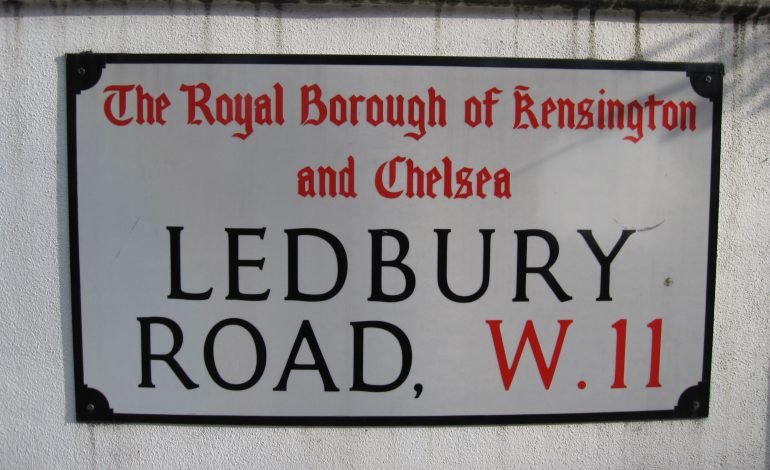 The Royal Borough of Kensington
and Chelsea
LEDBURY
ROAD, W.11